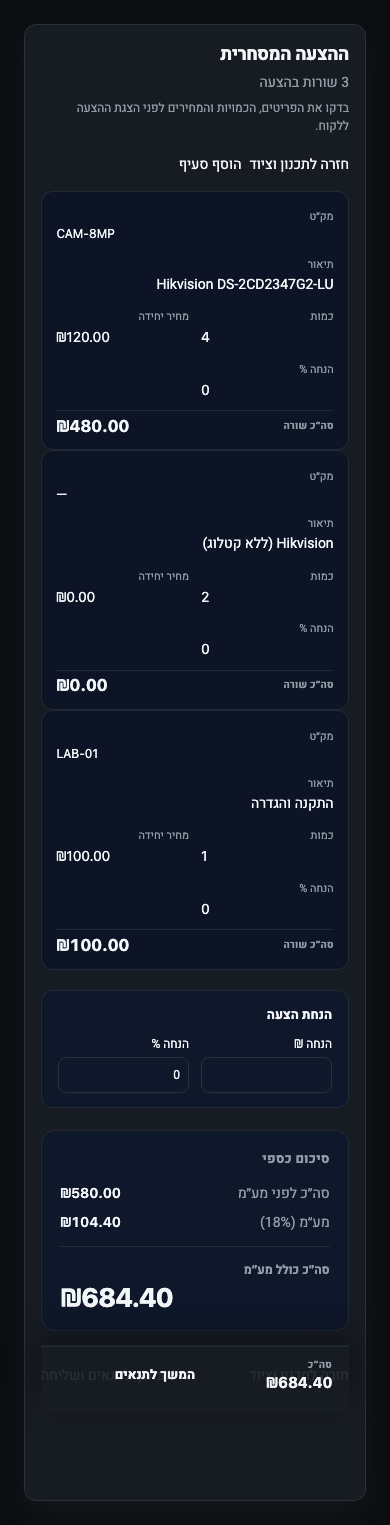 ההצעה המסחרית
3 שורות בהצעה
בדקו את הפריטים, הכמויות והמחירים לפני הצגת ההצעה
ללקוח.
חזרה לתכנון וציוד הוסף סעיף
מק״ט
CAM-8MP
תיאור
Hikvision DS-2CD2347G2-LU
כמות מחיר יחידה
4 ₪120.00
הנחה %
0
סה״כ שורה ₪480.00
מק״ט
—
תיאור
Hikvision (ללא קטלוג)
כמות מחיר יחידה
2 ₪0.00
הנחה %
0
סה״כ שורה ₪0.00
מק״ט
LAB-01
תיאור
התקנה והגדרה
כמות מחיר יחידה
1 ₪100.00
הנחה %
0
סה״כ שורה ₪100.00
הנחת הצעה
הנחה ₪ הנחה %
0
סיכום כספי
סה״כ לפני מע״מ ₪580.00
מע״מ (18%) ₪104.40
סה״כ כולל מע״מ
₪684.40
סה״כ
₪684.40
המשך לתנאים
ושליחה